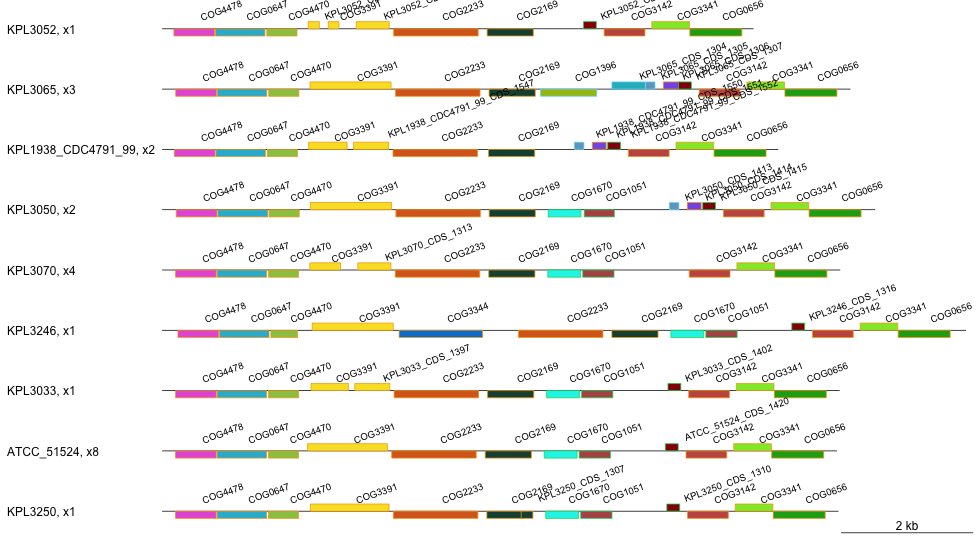 COG4478 COG0647 COG4470 COG3391 COG2233 COG2169 COG3142 COG3341 COG0656
KPL3052, x1
COG4478 COG0647 COG4470 COG3391 COG2233 COG2169 COG1396 KPL3065_CDS_1304 KPL3065_CDS_1305 KPL3065_CDS_1306 KPL3065_CDS_1307 COG3142 COG3341 COG0656
KPL3065, x3
COG4478 COG0647 COG4470 COG3391 KPL1938_CDC4791_99_CDS_1547 COG2233 COG2169 KPL1938_CDC4791_99_CDS_1550 KPL1938_CDC4791_99_CDS_1551 KPL1938_CDC4791_99_CDS_1552 COG3142 COG3341 COG0656
KPL1938_CDC4791_99, x2
COG4478 COG0647 COG4470 COG3391 COG2233 COG2169 COG1670 COG1051 KPL3050_CDS_1413 KPL3050_CDS_1414 KPL3050_CDS_1415 COG3142 COG3341 COG0656
KPL3050, x2
COG4478 COG0647 COG4470 COG3391 KPL3070_CDS_1313 COG2233 COG2169 COG1670 COG1051 COG3142 COG3341 COG0656
KPL3070, x4
COG4478 COG0647 COG4470 COG3391 COG3344 COG2233 COG2169 COG1670 COG1051 KPL3246_CDS_1316 COG3142 COG3341 COG0656
KPL3246, x1
COG4478 COG0647 COG4470 COG3391 KPL3033_CDS_1397 COG2233 COG2169 COG1670 COG1051 KPL3033_CDS_1402 COG3142 COG3341 COG0656
KPL3033, x1
COG4478 COG0647 COG4470 COG3391 COG2233 COG2169 COG1670 COG1051 ATCC_51524_CDS_1420 COG3142 COG3341 COG0656
ATCC_51524, x8
COG4478 COG0647 COG4470 COG3391 COG2233 COG2169 KPL3250_CDS_1307 COG1670 COG1051 KPL3250_CDS_1310 COG3142 COG3341 COG0656
KPL3250, x1
2 kb